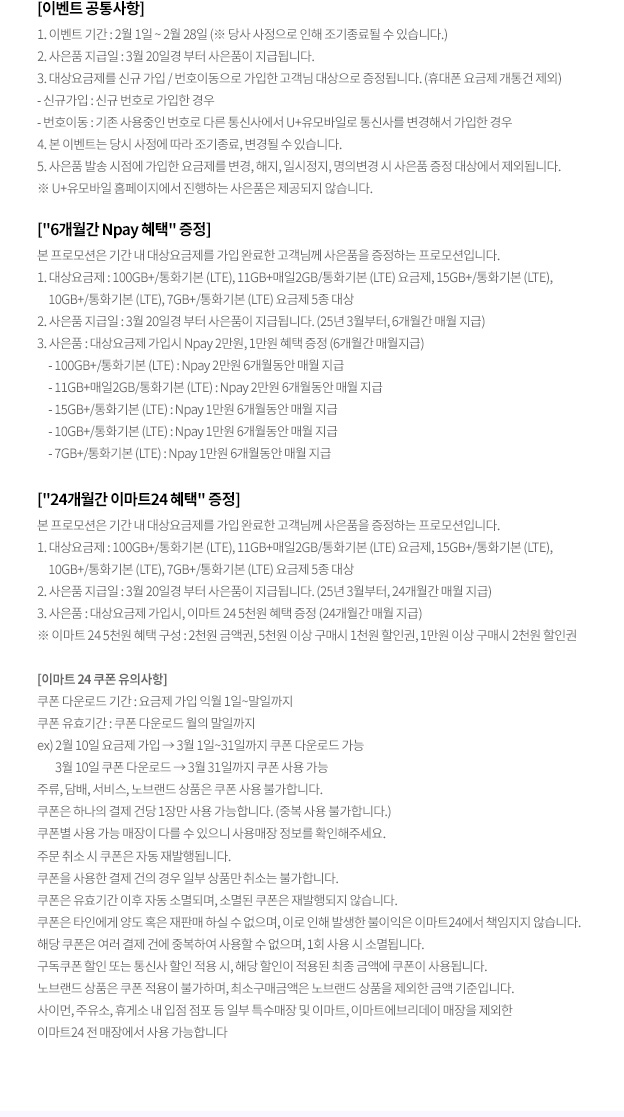 [이벤트 공통사항]
1. 이벤트 기간 : 2월 1일 ~ 2월 28일 (※ 당사 사정으로 인해 조기종료될 수 있습니다.)
2. 사은품 지급일 : 3월 20일경 부터 사은품이 지급됩니다.
3. 대상요금제를 신규 가입 / 번호이동으로 가입한 고객님 대상으로 증정됩니다. (휴대폰 요금제 개통건 제외)
- 신규가입 : 신규 번호로 가입한 경우
- 번호이동 : 기존 사용중인 번호로 다른 통신사에서 U+유모바일로 통신사를 변경해서 가입한 경우
4. 본 이벤트는 당시 사정에 따라 조기종료, 변경될 수 있습니다.
5. 사은품 발송 시점에 가입한 요금제를 변경, 해지, 일시정지, 명의변경 시 사은품 증정 대상에서 제외됩니다.
※ U+유모바일 홈페이지에서 진행하는 사은품은 제공되지 않습니다.
["6개월간 Npay 혜택" 증정]
본 프로모션은 기간 내 대상요금제를 가입 완료한 고객님께 사은품을 증정하는 프로모션입니다.
1. 대상요금제 : 100GB+/통화기본 (LTE), 11GB+매일2GB/통화기본 (LTE) 요금제, 15GB+/통화기본 (LTE),
10GB+/통화기본 (LTE), 7GB+/통화기본 (LTE) 요금제 5종 대상
2. 사은품 지급일 : 3월 20일경 부터 사은품이 지급됩니다. (25년 3월부터, 6개월간 매월 지급)
3. 사은품 : 대상요금제 가입시 Npay 2만원, 1만원 혜택 증정 (6개월간 매월지급)
- 100GB+/통화기본 (LTE) : Npay 2만원 6개월동안 매월 지급
- 11GB+매일2GB/통화기본 (LTE) : Npay 2만원 6개월동안 매월 지급
- 15GB+/통화기본 (LTE) : Npay 1만원 6개월동안 매월 지급
- 10GB+/통화기본 (LTE) : Npay 1만원 6개월동안 매월 지급
- 7GB+/통화기본 (LTE) : Npay 1만원 6개월동안 매월 지급
["24개월간 이마트24 혜택" 증정]
본 프로모션은 기간 내 대상요금제를 가입 완료한 고객님께 사은품을 증정하는 프로모션입니다.
1. 대상요금제 : 100GB+/통화기본 (LTE), 11GB+매일2GB/통화기본 (LTE) 요금제, 15GB+/통화기본 (LTE),
10GB+/통화기본 (LTE), 7GB+/통화기본 (LTE) 요금제 5종 대상
2. 사은품 지급일 : 3월 20일경 부터 사은품이 지급됩니다. (25년 3월부터, 24개월간 매월 지급)
3. 사은품 : 대상요금제 가입시, 이마트 24 5천원 혜택 증정 (24개월간 매월 지급)
※ 이마트 24 5천원 혜택 구성 : 2천원 금액권, 5천원 이상 구매시 1천원 할인권, 1만원 이상 구매시 2천원 할인권
[이마트 24 쿠폰 유의사항]
쿠폰 다운로드 기간 : 요금제 가입 익월 1일~말일까지
쿠폰 유효기간 : 쿠폰 다운로드 월의 말일까지
ex) 2월 10일 요금제 가입 → 3월 1일~31일까지 쿠폰 다운로드 가능
3월 10일 쿠폰 다운로드 → 3월 31일까지 쿠폰 사용 가능
주류, 담배, 서비스, 노브랜드 상품은 쿠폰 사용 불가합니다.
쿠폰은 하나의 결제 건당 1장만 사용 가능합니다. (중복 사용 불가합니다.)
쿠폰별 사용 가능 매장이 다를 수 있으니 사용매장 정보를 확인해주세요.
주문 취소 시 쿠폰은 자동 재발행됩니다.
쿠폰을 사용한 결제 건의 경우 일부 상품만 취소는 불가합니다.
쿠폰은 유효기간 이후 자동 소멸되며, 소멸된 쿠폰은 재발행되지 않습니다.
쿠폰은 타인에게 양도 혹은 재판매 하실 수 없으며, 이로 인해 발생한 불이익은 이마트24에서 책임지지 않습니다.
해당 쿠폰은 여러 결제 건에 중복하여 사용할 수 없으며, 1회 사용 시 소멸됩니다.
구독쿠폰 할인 또는 통신사 할인 적용 시, 해당 할인이 적용된 최종 금액에 쿠폰이 사용됩니다.
노브랜드 상품은 쿠폰 적용이 불가하며, 최소구매금액은 노브랜드 상품을 제외한 금액 기준입니다.
사이먼, 주유소, 휴게소 내 입점 점포 등 일부 특수매장 및 이마트, 이마트에브리데이 매장을 제외한
이마트24 전 매장에서 사용 가능합니다